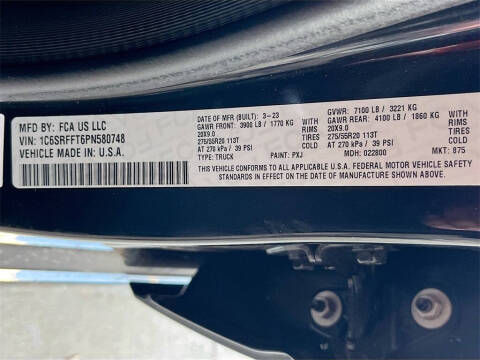 MFD BY: FCA US LLC
VIN: 1C6SRFFT6PN580748
VEHICLE MADE IN U.S.A.
DATE OF MFR (BUILT): 3-23
GAWR FRONT: 3900 LB / 1770 KG
WITH
20X9.0 RIMS
275/55R20 113T TIRES
AT 270 kPa / 39 PSI
TYPE: TRUCK PAINT: PXJ
GVWR: 7100 LB / 3221 KG
GAWR REAR: 4100 LB / 1860 KG
WITH
20X9.0 RIMS
275/55R20 113T TIRES
AT 270 kPa / 39 PSI
MDH: 022800 MKT: 875
THIS VEHICLE CONFORMS TO ALL APPLICABLE U.S.A. FEDERAL MOTOR VEHICLE SAFETY
STANDARDS IN EFFECT ON THE DATE OF MANUFACTURE SHOWN ABOVE.